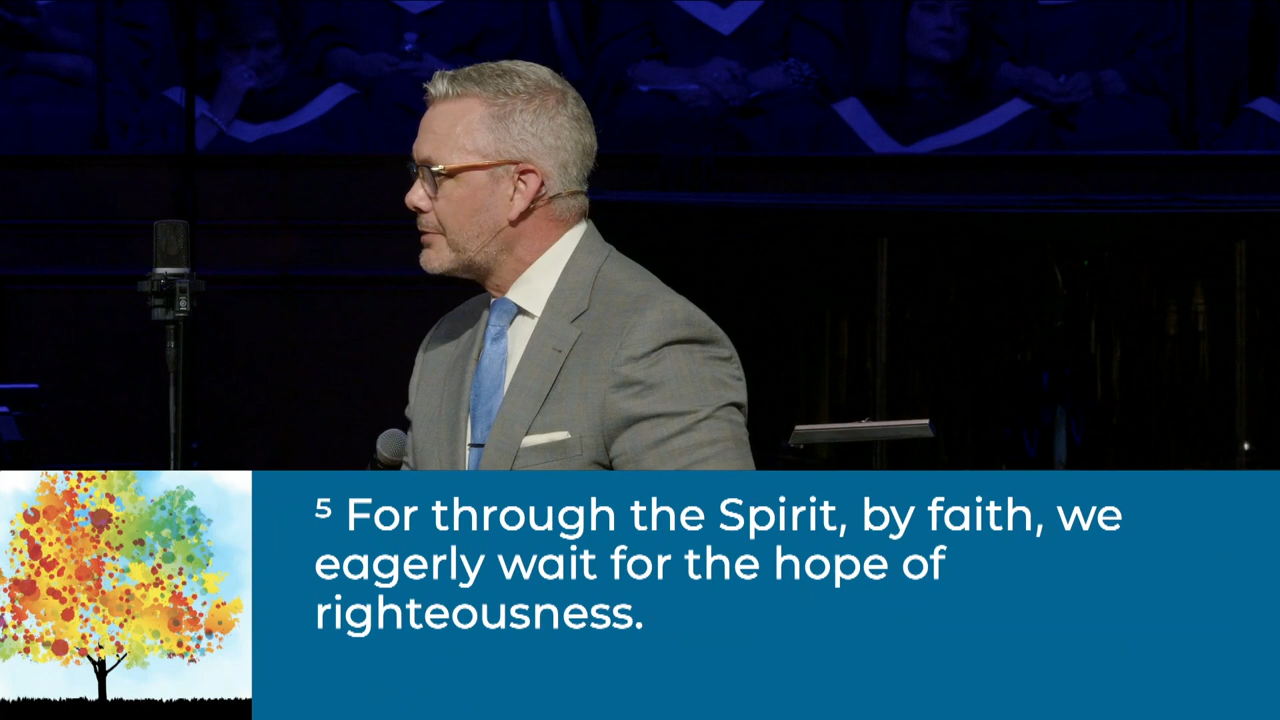 ⁵ For through the Spirit, by faith, we
eagerly wait for the hope of
righteousness.